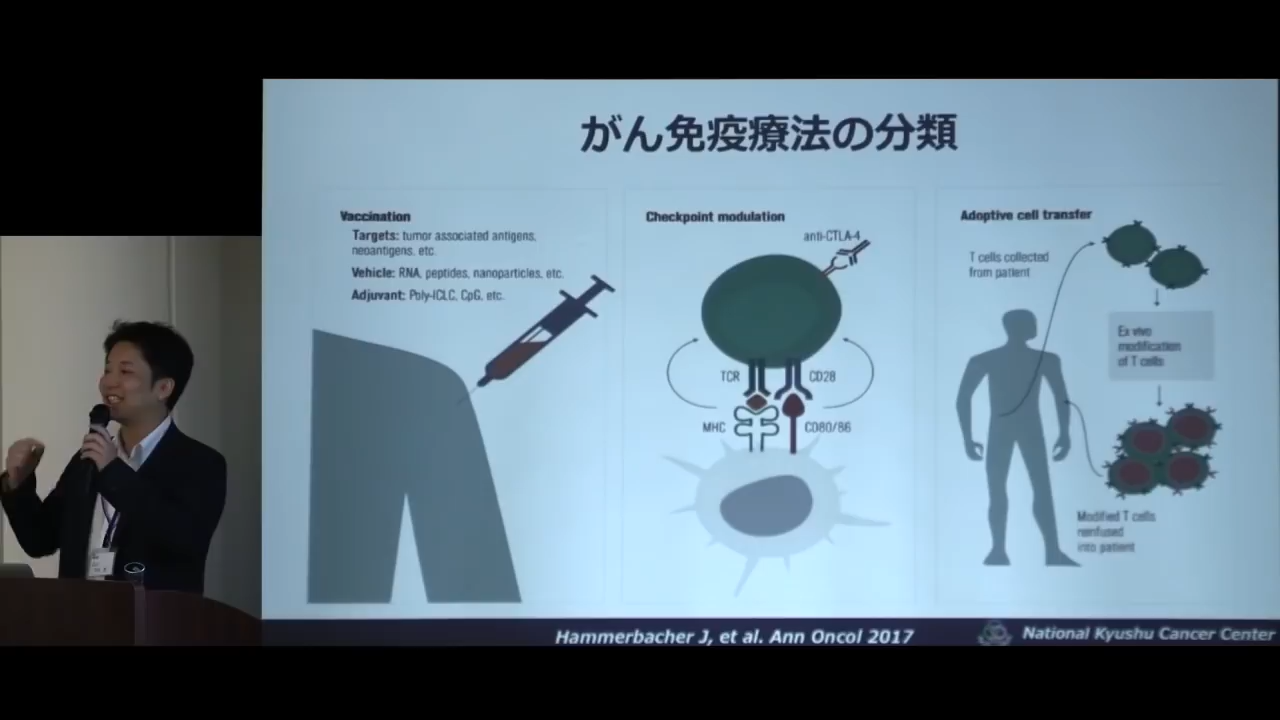 がん免疫療法の分類
Vaccination
Targets: tumor associated antigens,
neoantigens, etc.
Vehicle: RNA, peptides, nanoparticles, etc.
Adjuvant: Poly-ICLC, CpG, etc.
Checkpoint modulation
anti-CTLA-4
TCR
CD28
MHC
CD80/86
Adoptive cell transfer
T cells collected
from patient
Ex vivo
modification
of T cells
Modified T cells
reinfused
into patient
Hammerbacher J, et al. Ann Oncol 2017
National Kyushu Cancer Center